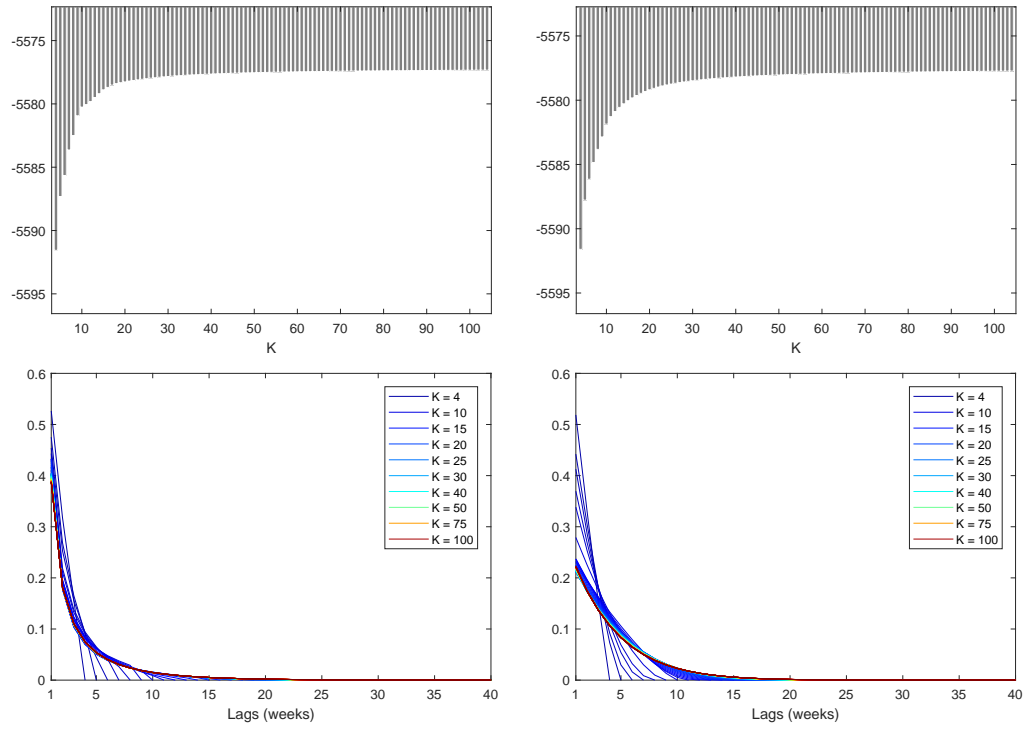 -5575
-5580
-5585
-5590
-5595
10 20 30 40 50 60 70 80 90 100
K
-5575
-5580
-5585
-5590
-5595
10 20 30 40 50 60 70 80 90 100
K
0.6
0.5
0.4
0.3
0.2
0.1
0
1 5 10 15 20 25 30 35 40
Lags (weeks)
K = 4
K = 10
K = 15
K = 20
K = 25
K = 30
K = 40
K = 50
K = 75
K = 100
0.6
0.5
0.4
0.3
0.2
0.1
0
1 5 10 15 20 25 30 35 40
Lags (weeks)
K = 4
K = 10
K = 15
K = 20
K = 25
K = 30
K = 40
K = 50
K = 75
K = 100